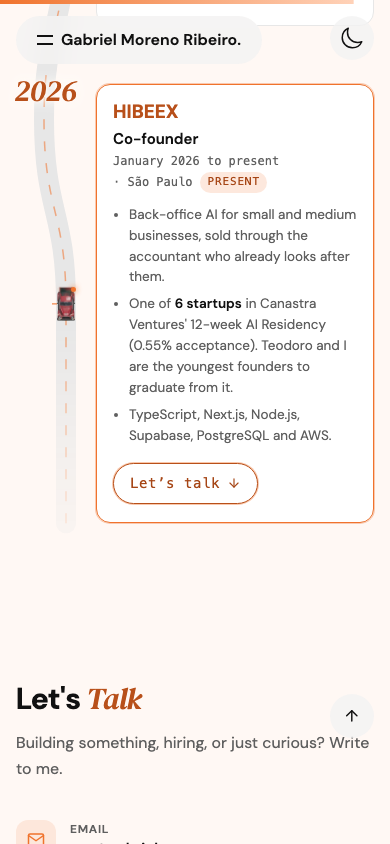 Gabriel Moreno Ribeiro.
2026
HIBEEX
Co-founder
January 2026 to present
· São Paulo PRESENT
• Back-office AI for small and medium
businesses, sold through the
accountant who already looks after
them.
• One of 6 startups in Canastra
Ventures' 12-week AI Residency
(0.55% acceptance). Teodoro and I
are the youngest founders to
graduate from it.
• TypeScript, Next.js, Node.js,
Supabase, PostgreSQL and AWS.
Let’s talk ↓
Let's Talk
Building something, hiring, or just curious? Write
to me.
EMAIL